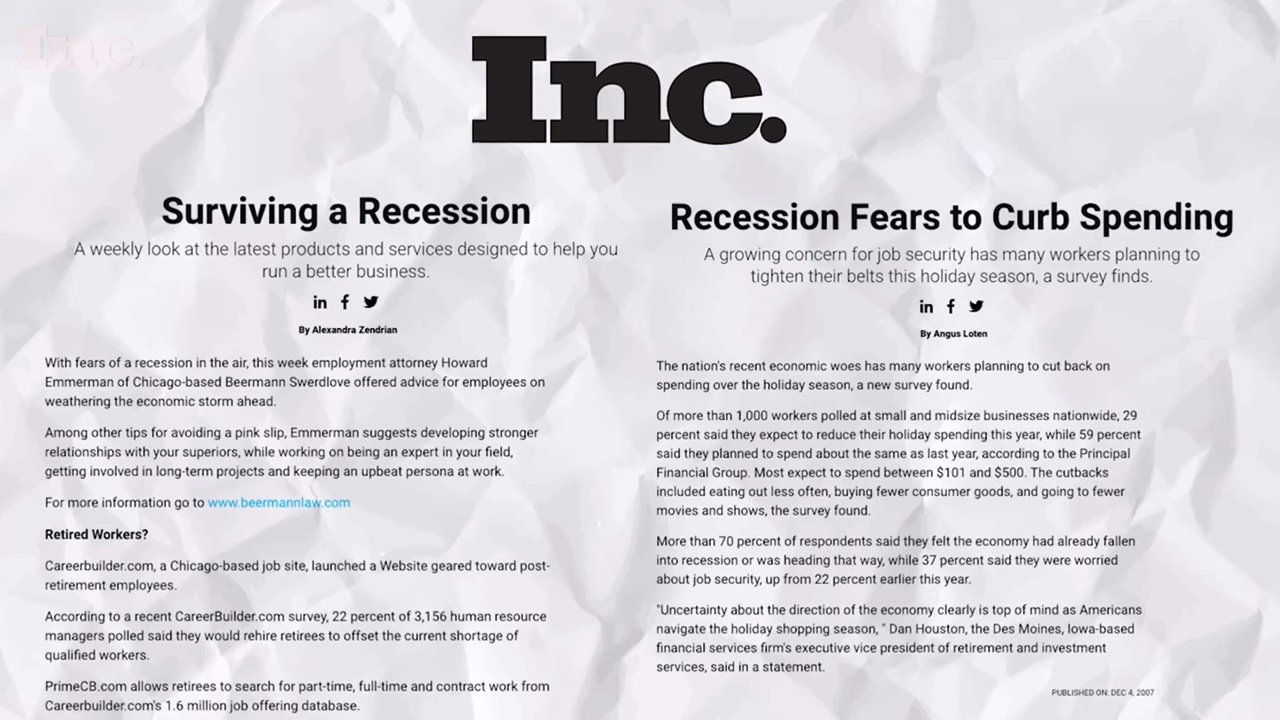 Inc.
Inc.
Surviving a Recession
A weekly look at the latest products and services designed to help you
run a better business.
By Alexandra Zendrian
With fears of a recession in the air, this week employment attorney Howard
Emmerman of Chicago-based Beermann Swerdlove offered advice for employees on
weathering the economic storm ahead.
Among other tips for avoiding a pink slip, Emmerman suggests developing stronger
relationships with your superiors, while working on being an expert in your field,
getting involved in long-term projects and keeping an upbeat persona at work.
For more information go to www.beermannlaw.com
Retired Workers?
Careerbuilder.com, a Chicago-based job site, launched a Website geared toward post-
retirement employees.
According to a recent CareerBuilder.com survey, 22 percent of 3,156 human resource
managers polled said they would rehire retirees to offset the current shortage of
qualified workers.
PrimeCB.com allows retirees to search for part-time, full-time and contract work from
Careerbuilder.com's 1.6 million job offering database.
Recession Fears to Curb Spending
A growing concern for job security has many workers planning to
tighten their belts this holiday season, a survey finds.
By Angus Loten
The nation's recent economic woes has many workers planning to cut back on
spending over the holiday season, a new survey found.
Of more than 1,000 workers polled at small and midsize businesses nationwide, 29
percent said they expect to reduce their holiday spending this year, while 59 percent
said they planned to spend about the same as last year, according to the Principal
Financial Group. Most expect to spend between $101 and $500. The cutbacks
included eating out less often, buying fewer consumer goods, and going to fewer
movies and shows, the survey found.
More than 70 percent of respondents said they felt the economy had already fallen
into recession or was heading that way, while 37 percent said they were worried
about job security, up from 22 percent earlier this year.
"Uncertainty about the direction of the economy clearly is top of mind as Americans
navigate the holiday shopping season, " Dan Houston, the Des Moines, Iowa-based
financial services firm's executive vice president of retirement and investment
services, said in a statement.
PUBLISHED ON: DEC 4, 2007